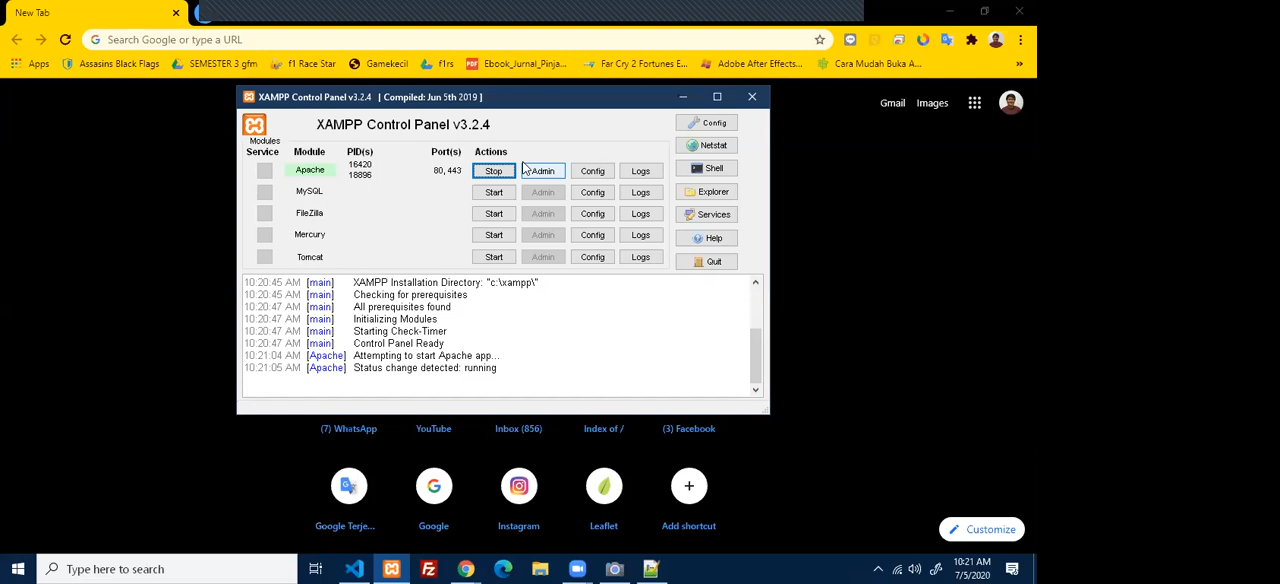 New Tab
Search Google or type a URL
Apps Assasins Black Flags SEMESTER 3 gfm f1 Race Star Gamekecil f1rs Ebook_Jurnal_Pinja... Far Cry 2 Fortunes E... Adobe After Effects... Cara Mudah Buka A... »
XAMPP Control Panel v3.2.4 [ Compiled: Jun 5th 2019 ]
Gmail Images
XAMPP Control Panel v3.2.4
Config
Modules
Service Module PID(s) Port(s) Actions
Netstat
Apache 16420 18896 80, 443 Stop Admin Config Logs
Shell
MySQL Start Admin Config Logs
Explorer
FileZilla Start Admin Config Logs
Services
Mercury Start Admin Config Logs
Help
Tomcat Start Admin Config Logs
Quit
10:20:45 AM [main] XAMPP Installation Directory: "c:\xampp\"
10:20:45 AM [main] Checking for prerequisites
10:20:47 AM [main] All prerequisites found
10:20:47 AM [main] Initializing Modules
10:20:47 AM [main] Starting Check-Timer
10:20:47 AM [main] Control Panel Ready
10:21:04 AM [Apache] Attempting to start Apache app...
10:21:05 AM [Apache] Status change detected: running
(7) WhatsApp YouTube Inbox (856) Index of / (3) Facebook
Google Terje... Google Instagram Leaflet Add shortcut
Customize
Type here to search
10:21 AM
7/5/2020